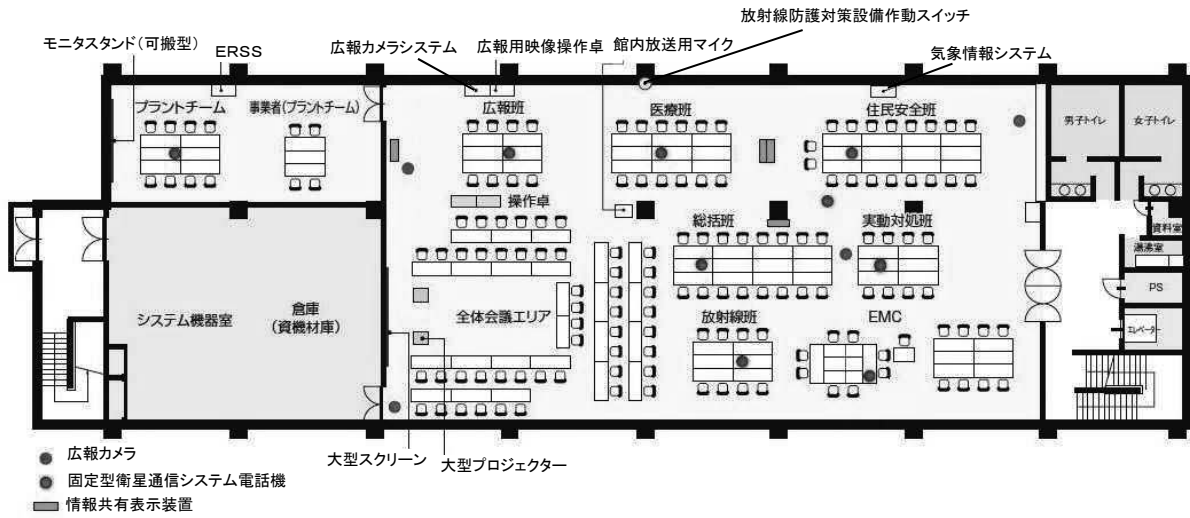 放射線防護対策設備作動スイッチ
モニタスタンド（可搬型）
ERSS
広報カメラシステム
広報用映像操作卓
館内放送用マイク
気象情報システム
プラントチーム
事業者（プラントチーム）
広報班
医療班
住民安全班
男子トイレ
女子トイレ
操作卓
総括班
実動対処班
資料室
湯沸室
PS
システム機器室
倉庫
（資機材庫）
全体会議エリア
放射線班
EMC
エレベーター
大型スクリーン
大型プロジェクター
広報カメラ
固定型衛星通信システム電話機
情報共有表示装置